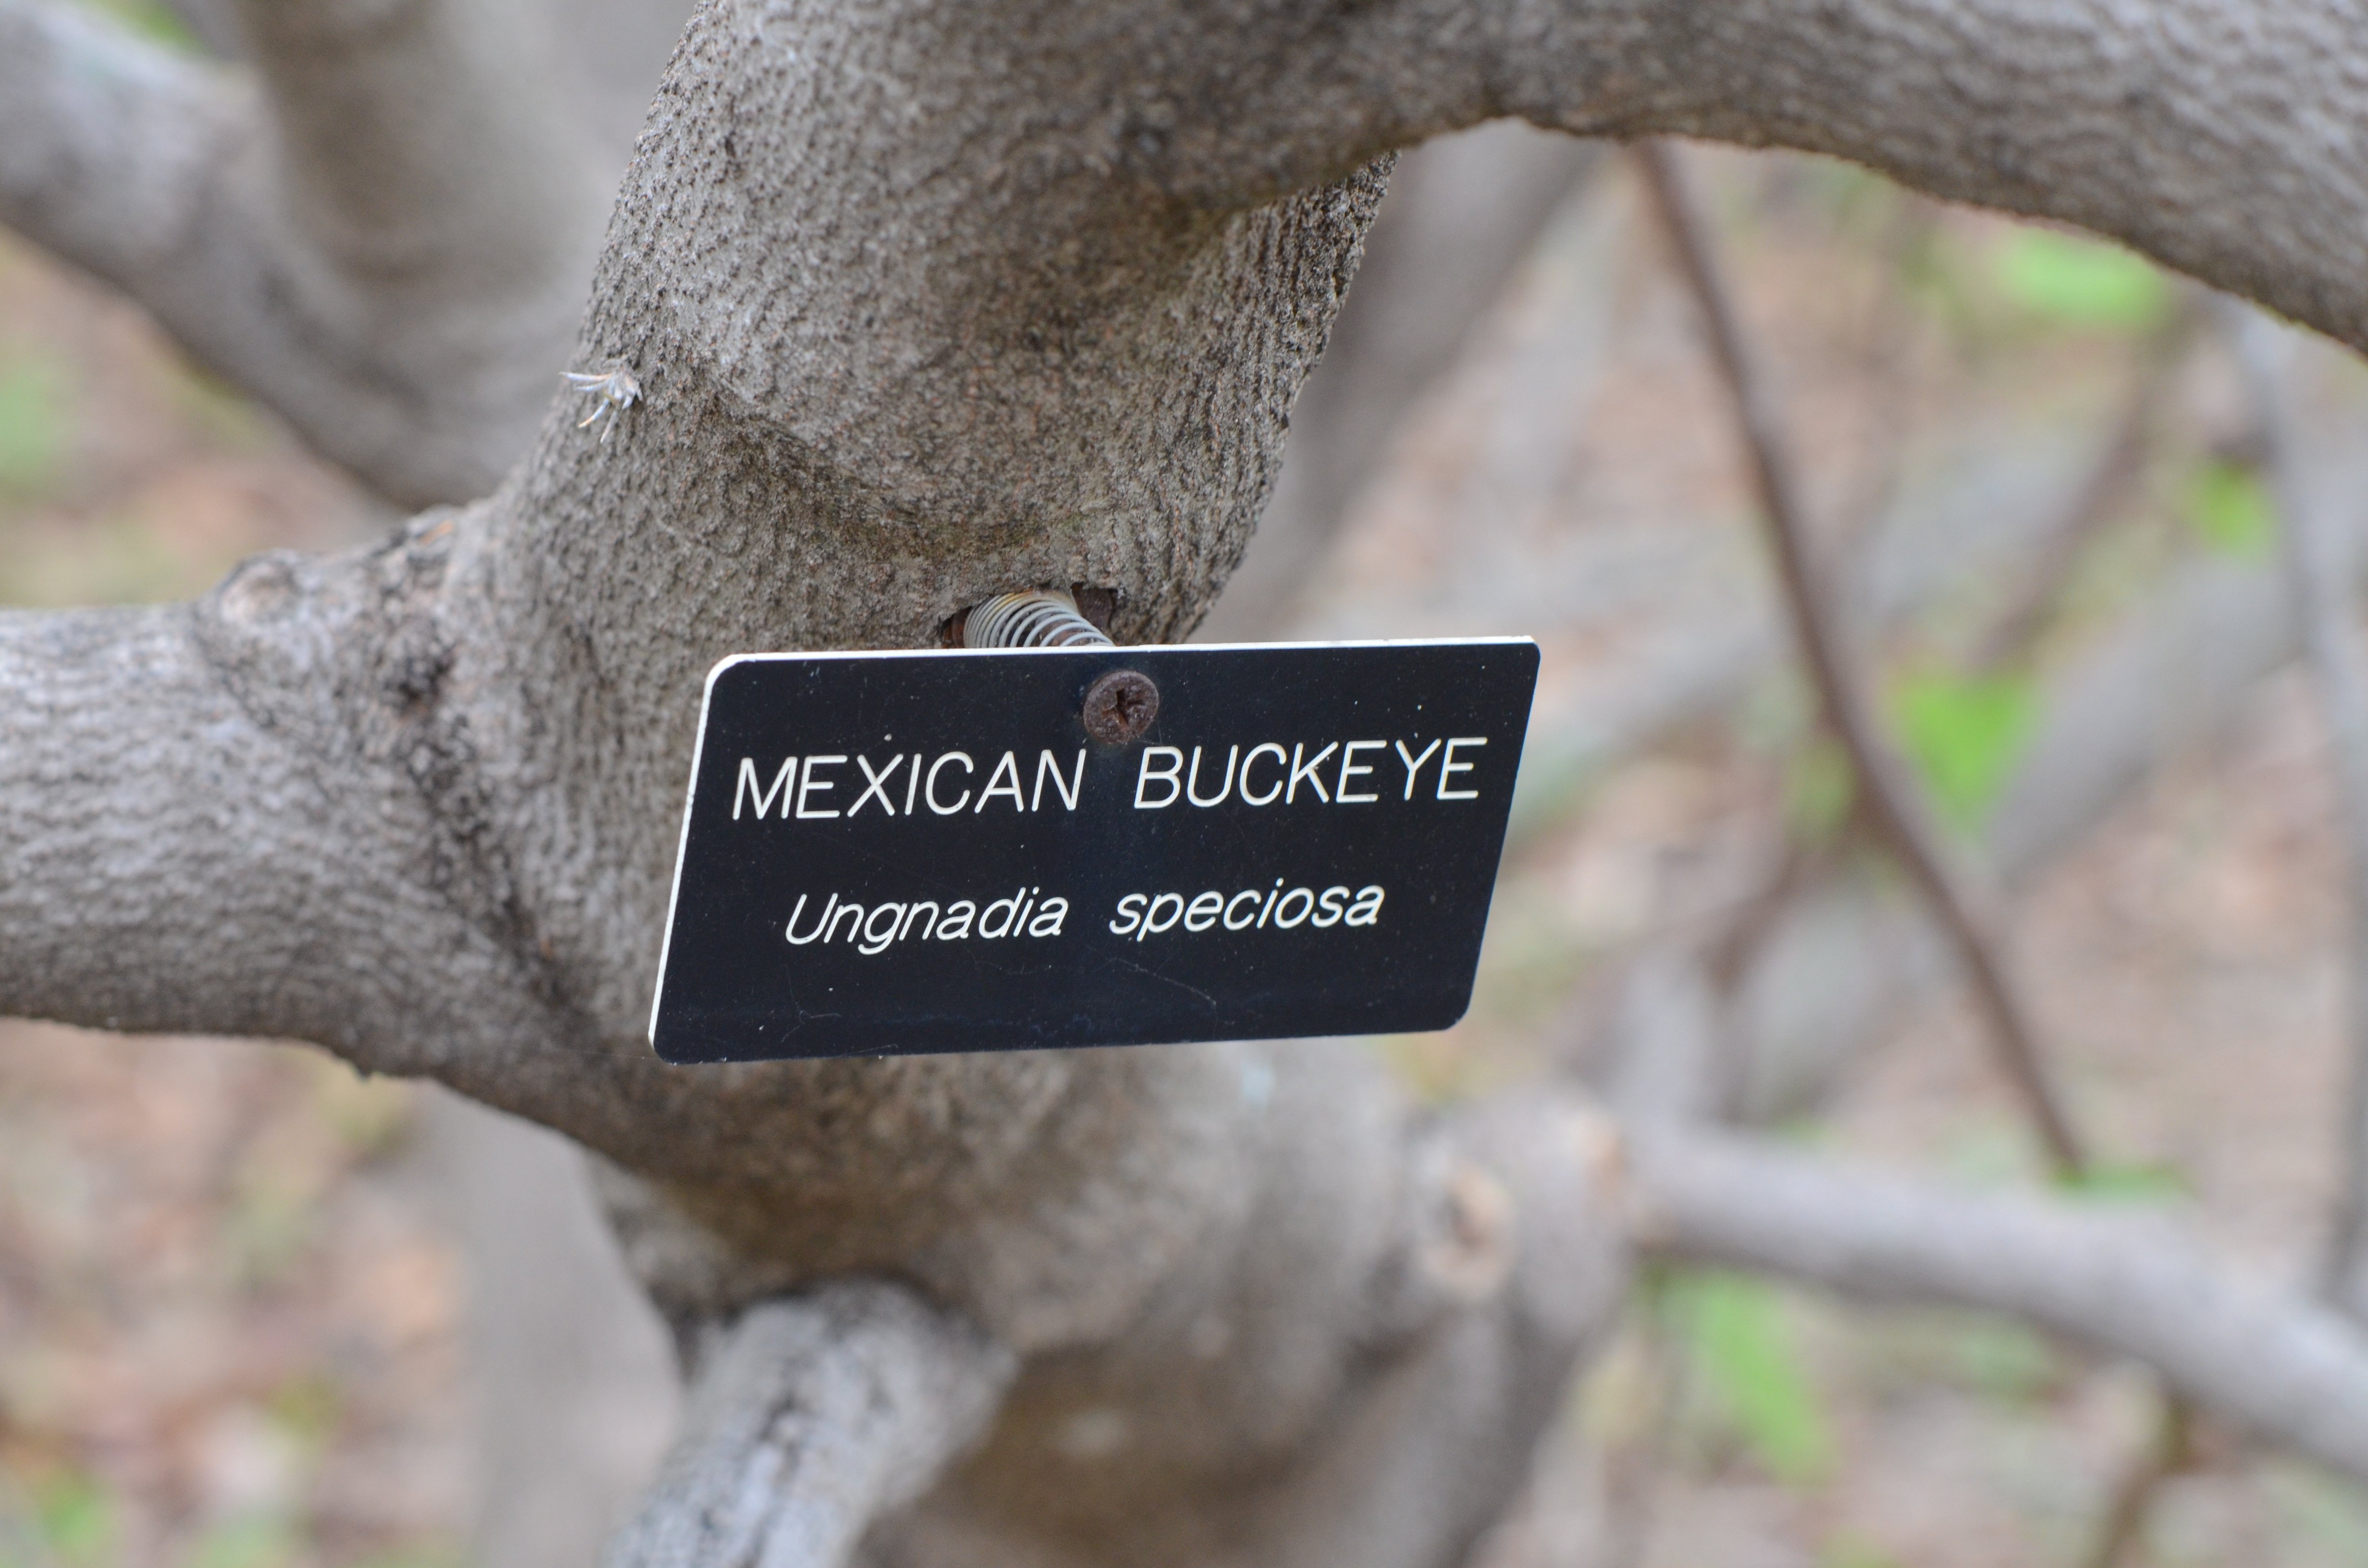 MEXICAN BUCKEYE
Ungnadia speciosa